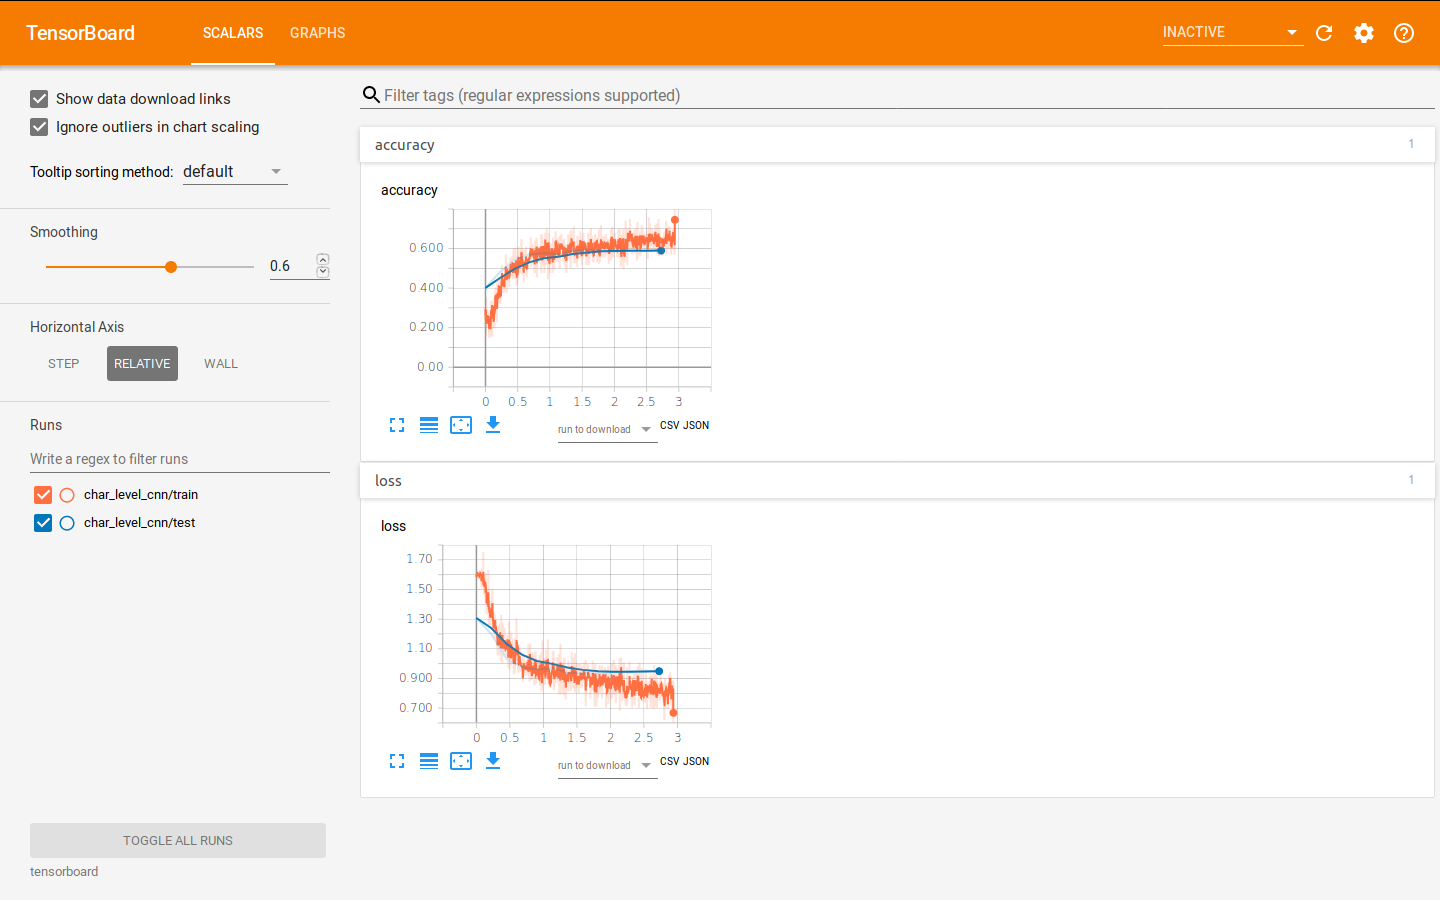 TensorBoard SCALARS GRAPHS INACTIVE
Show data download links
Ignore outliers in chart scaling
Tooltip sorting method: default
Smoothing
0.6
Horizontal Axis
STEP RELATIVE WALL
Runs
Write a regex to filter runs
char_level_cnn/train
char_level_cnn/test
TOGGLE ALL RUNS
tensorboard
Filter tags (regular expressions supported)
accuracy 1
accuracy
0.600
0.400
0.200
0.00
0 0.5 1 1.5 2 2.5 3
run to download CSV JSON
loss 1
loss
1.70
1.50
1.30
1.10
0.900
0.700
0 0.5 1 1.5 2 2.5 3
run to download CSV JSON